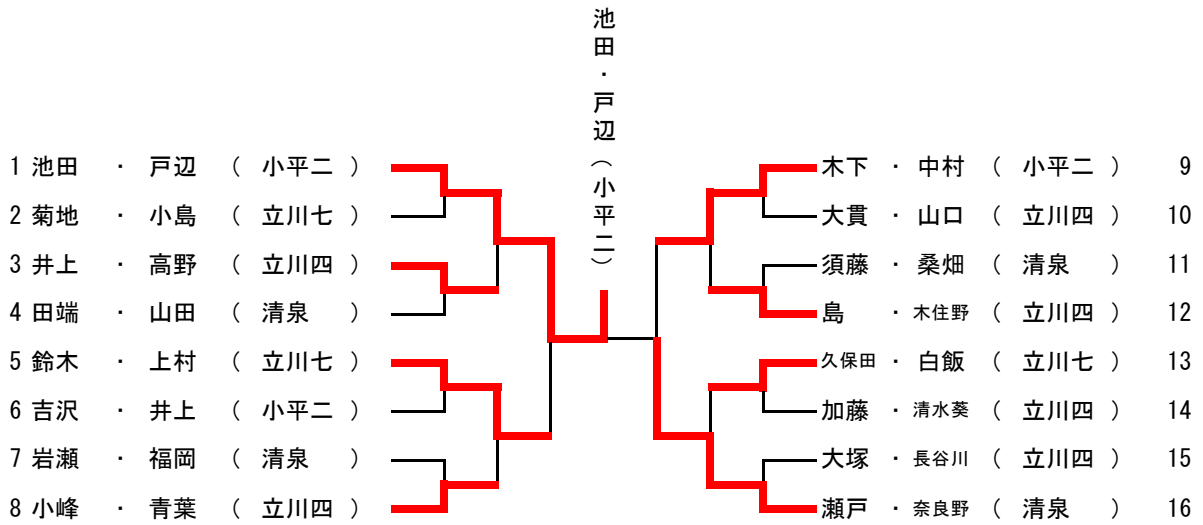 池田・戸辺（小平二）
1 池田 ・ 戸辺 （ 小平二 ）
2 菊地 ・ 小島 （ 立川七 ）
3 井上 ・ 高野 （ 立川四 ）
4 田端 ・ 山田 （ 清泉 ）
5 鈴木 ・ 上村 （ 立川七 ）
6 吉沢 ・ 井上 （ 小平二 ）
7 岩瀬 ・ 福岡 （ 清泉 ）
8 小峰 ・ 青葉 （ 立川四 ）
木下 ・ 中村 （ 小平二 ） 9
大貫 ・ 山口 （ 立川四 ） 10
須藤 ・ 桑畑 （ 清泉 ） 11
島 ・ 木住野 （ 立川四 ） 12
久保田 ・ 白飯 （ 立川七 ） 13
加藤 ・ 清水葵 （ 立川四 ） 14
大塚 ・ 長谷川 （ 立川四 ） 15
瀬戸 ・ 奈良野 （ 清泉 ） 16